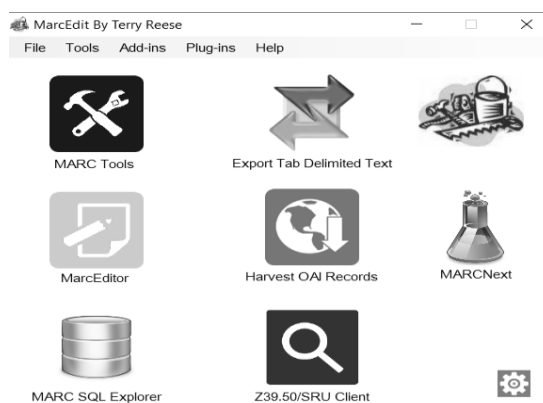 MarcEdit By Terry Reese
File Tools Add-ins Plug-ins Help
MARC Tools
Export Tab Delimited Text
MarcEditor
Harvest OAI Records
MARCNext
MARC SQL Explorer
Z39.50/SRU Client